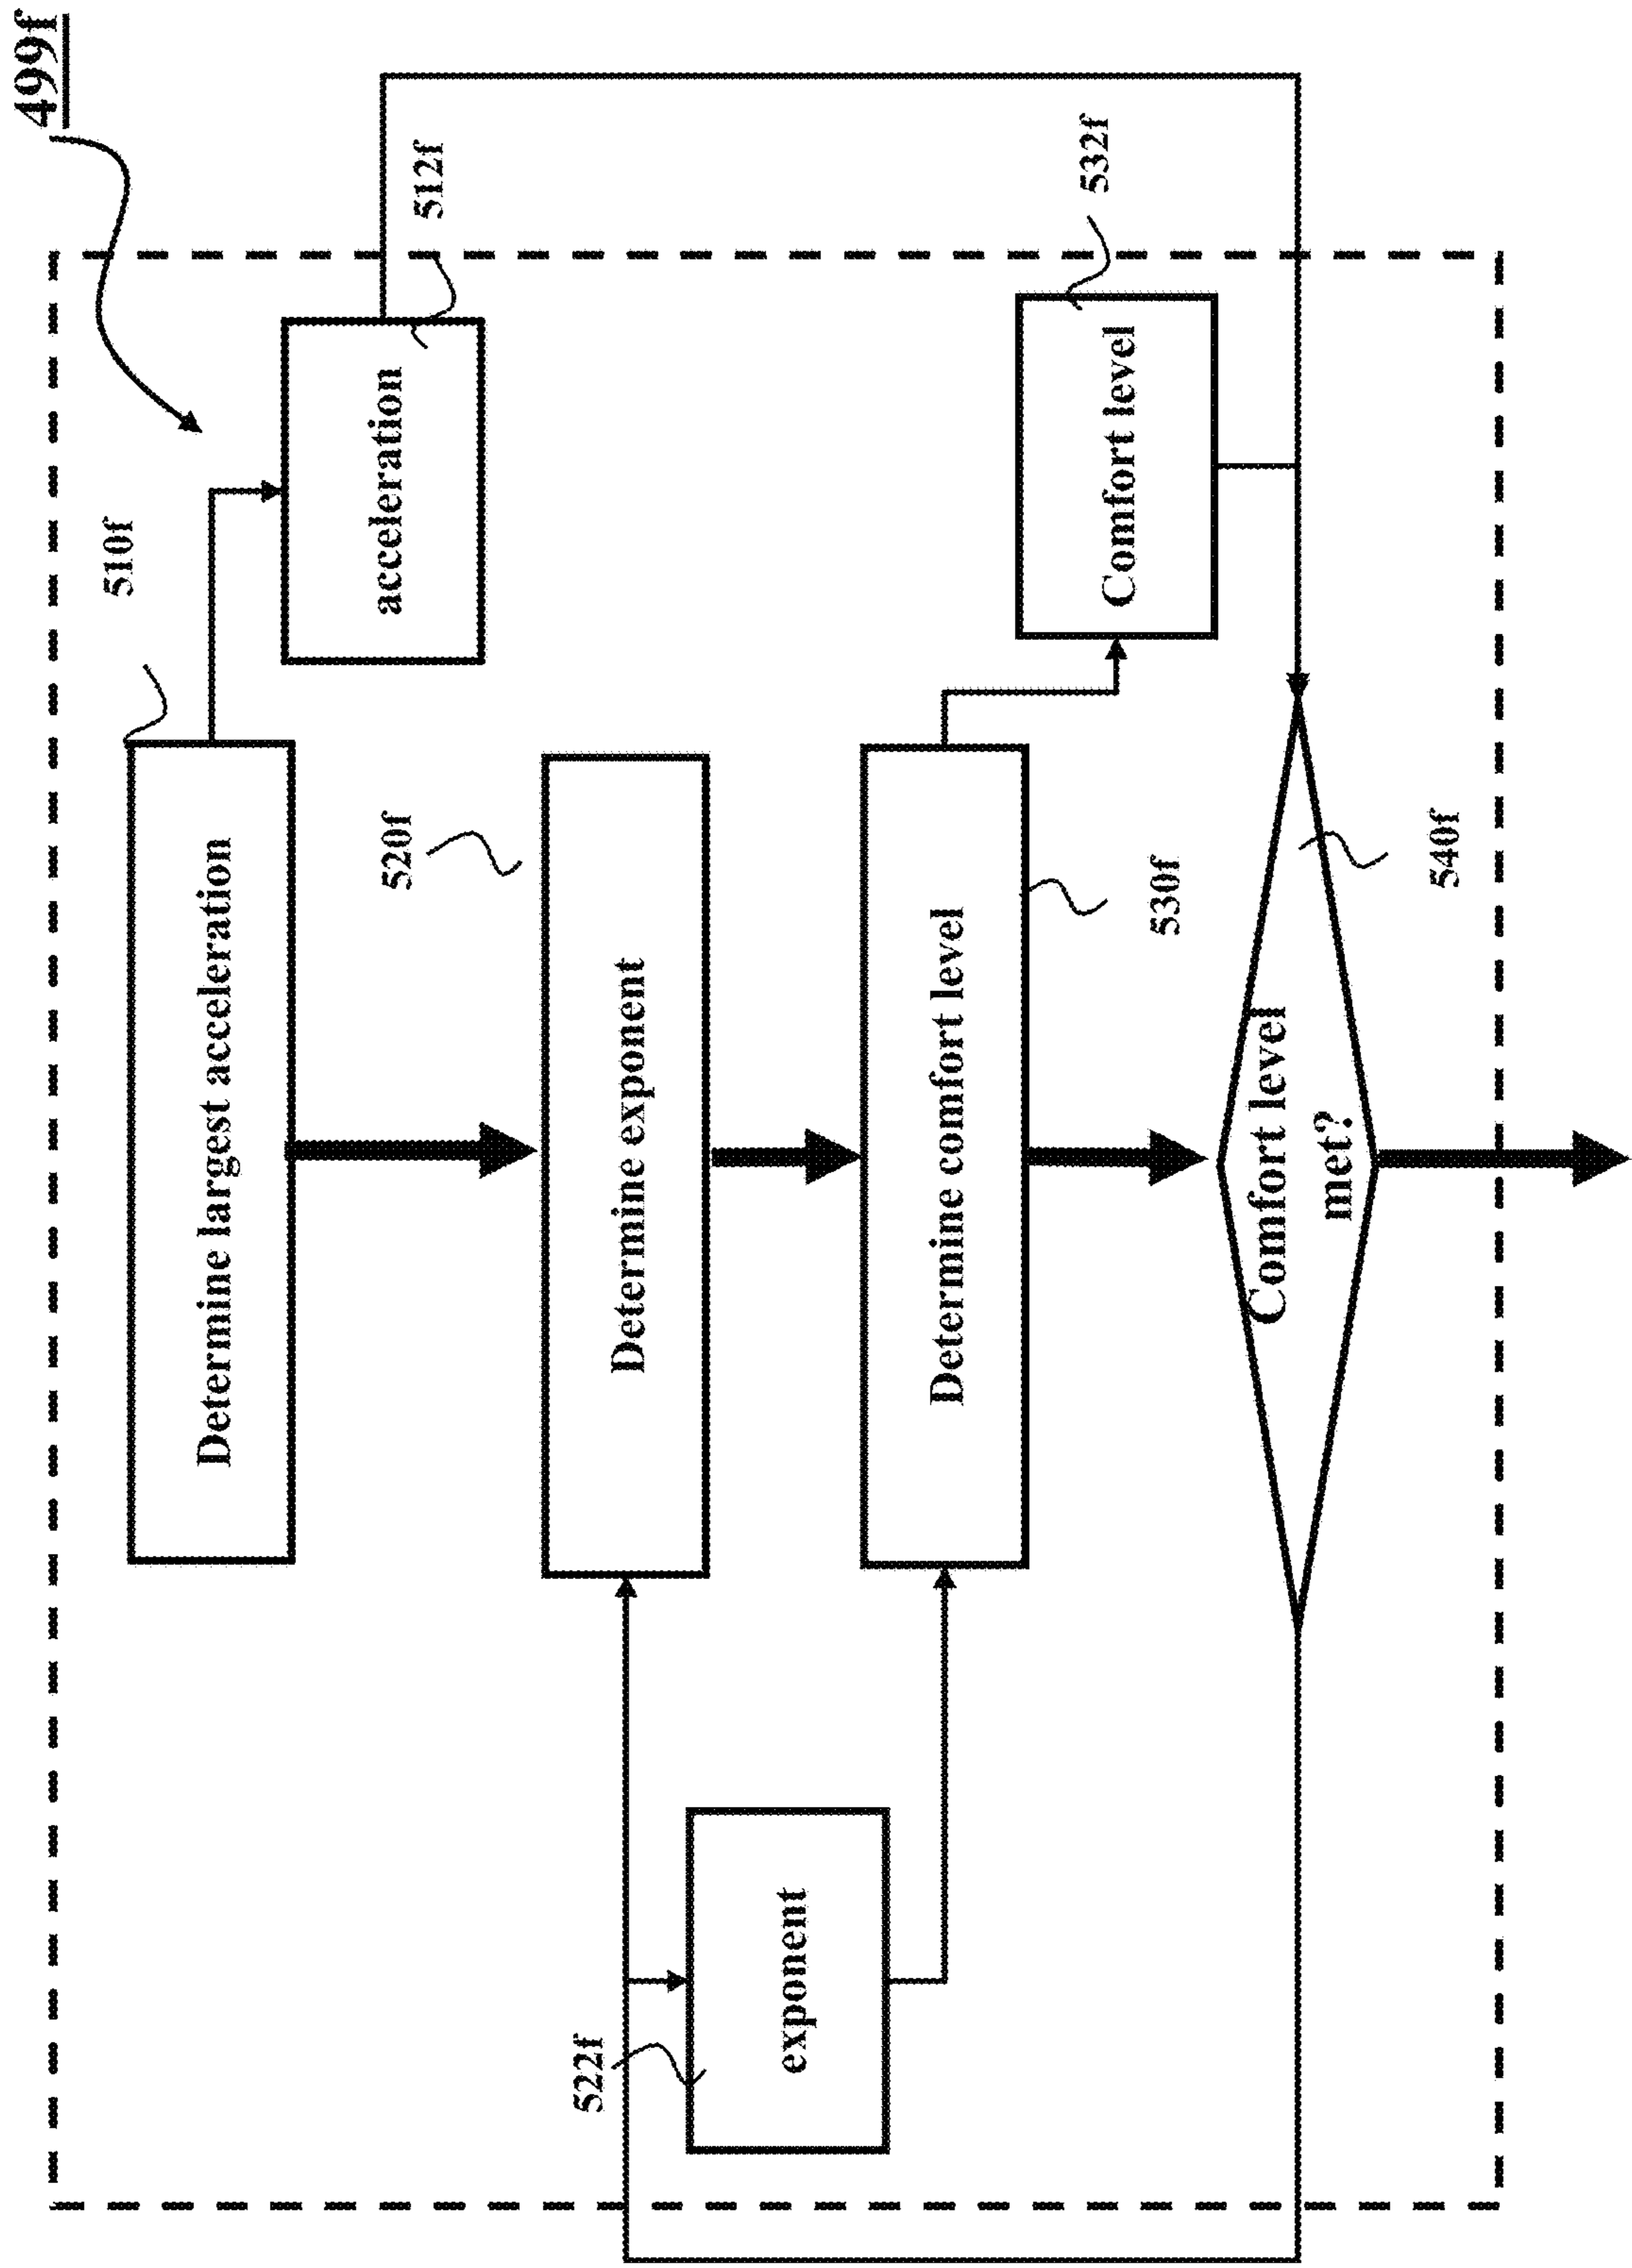 499f
510f
Determine largest acceleration
acceleration
512f
520f
Determine exponent
522f
exponent
Determine comfort level
530f
Comfort level
532f
Comfort level
met?
540f